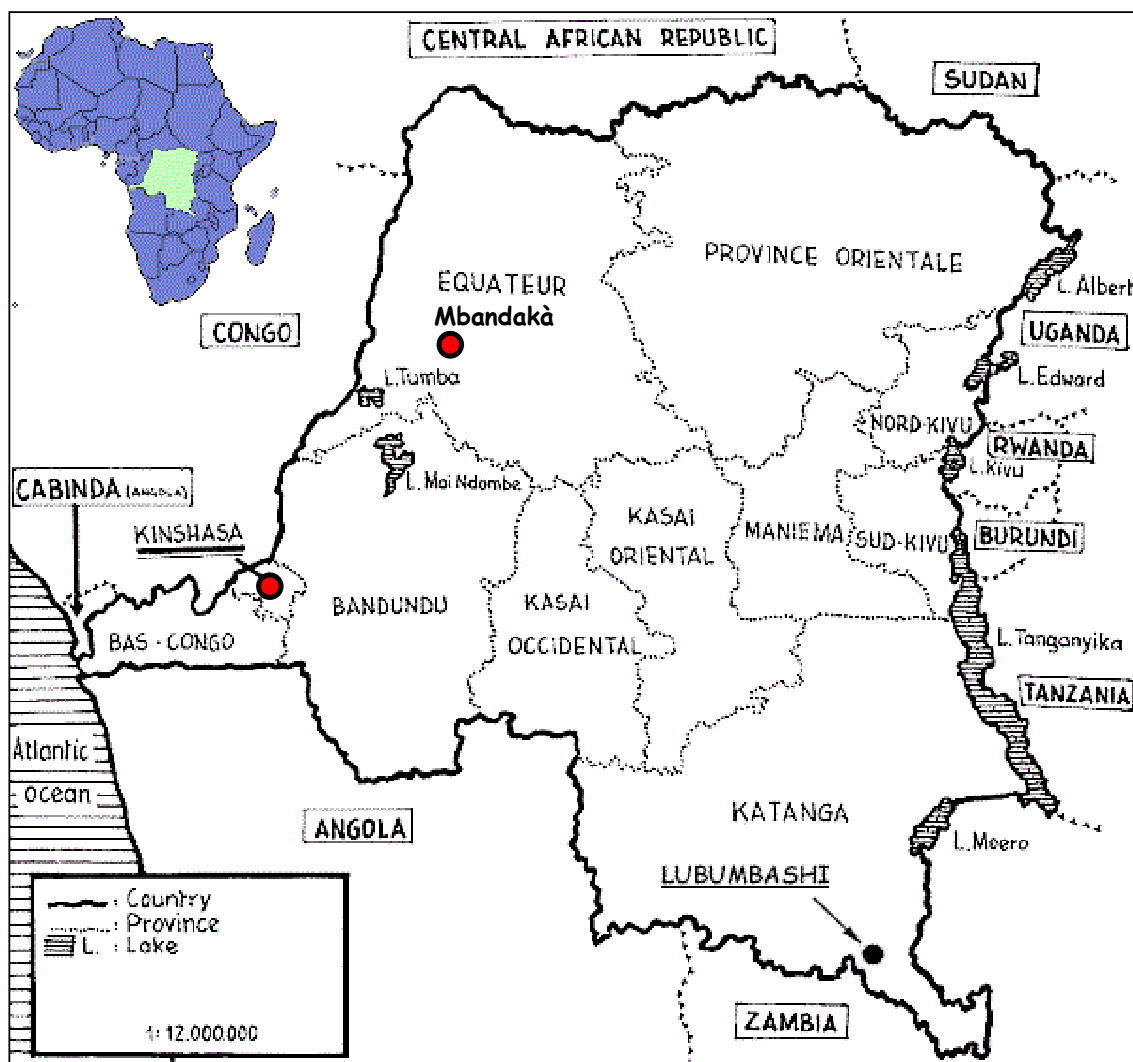 CENTRAL AFRICAN REPUBLIC
SUDAN
PROVINCE ORIENTALE
EQUATEUR
Mbandakà
L. Albert
CONGO
UGANDA
L. Tumba
L. Edward
NORD-KIVU
RWANDA
L. Kivu
L. Mai Ndombe
CABINDA (ANGOLA)
KINSHASA
KASAI
ORIENTAL
MANIEMA
SUD-KIVU
BURUNDI
BANDUNDU
KASAI
OCCIDENTAL
BAS-CONGO
L. Tanganyika
TANZANIA
Atlantic
ocean
ANGOLA
KATANGA
L. Moero
LUBUMBASHI
ZAMBIA
: Country
: Province
L. : Lake
1: 12.000.000